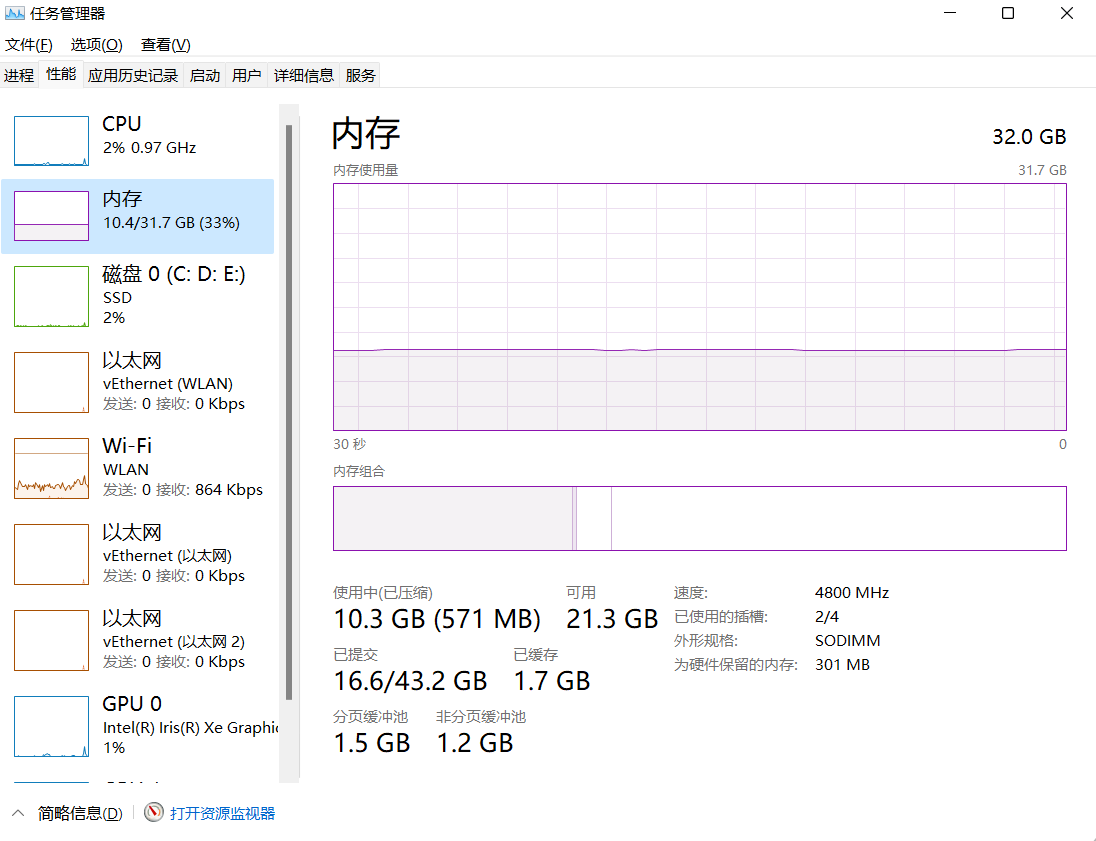 任务管理器
文件(F) 选项(O) 查看(V)
进程 性能 应用历史记录 启动 用户 详细信息 服务
CPU
2% 0.97 GHz
内存
10.4/31.7 GB (33%)
磁盘 0 (C: D: E:)
SSD
2%
以太网
vEthernet (WLAN)
发送: 0 接收: 0 Kbps
Wi-Fi
WLAN
发送: 0 接收: 864 Kbps
以太网
vEthernet (以太网)
发送: 0 接收: 0 Kbps
以太网
vEthernet (以太网 2)
发送: 0 接收: 0 Kbps
GPU 0
Intel(R) Iris(R) Xe Graphic
1%
内存 32.0 GB
内存使用量 31.7 GB
30 秒 0
内存组合
使用中(已压缩) 可用
10.3 GB (571 MB) 21.3 GB
已提交 已缓存
16.6/43.2 GB 1.7 GB
分页缓冲池 非分页缓冲池
1.5 GB 1.2 GB
速度: 4800 MHz
已使用的插槽: 2/4
外形规格: SODIMM
为硬件保留的内存: 301 MB
简略信息(D) 打开资源监视器